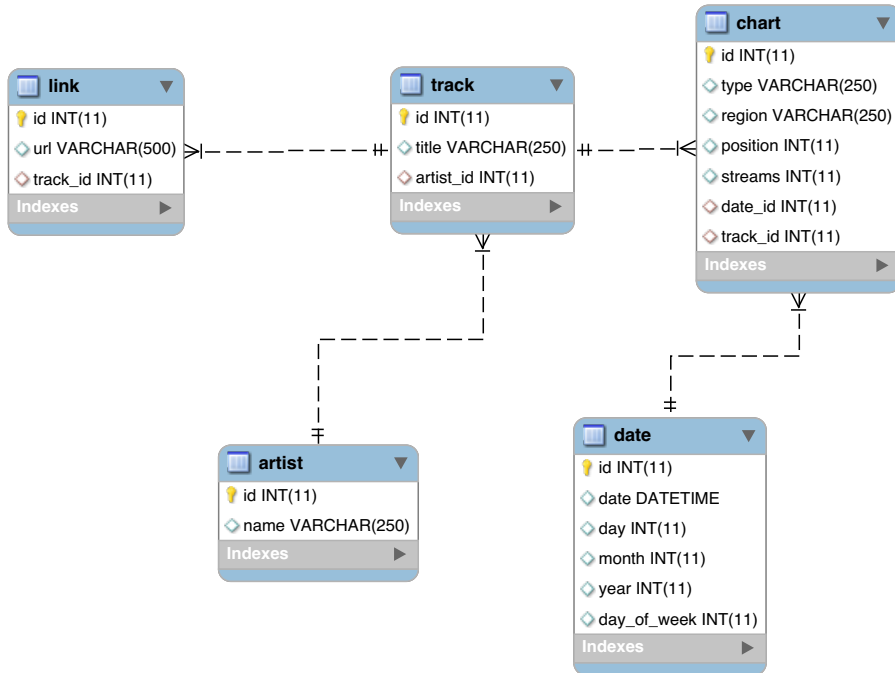 link
id INT(11)
url VARCHAR(500)
track_id INT(11)
Indexes
track
id INT(11)
title VARCHAR(250)
artist_id INT(11)
Indexes
chart
id INT(11)
type VARCHAR(250)
region VARCHAR(250)
position INT(11)
streams INT(11)
date_id INT(11)
track_id INT(11)
Indexes
artist
id INT(11)
name VARCHAR(250)
Indexes
date
id INT(11)
date DATETIME
day INT(11)
month INT(11)
year INT(11)
day_of_week INT(11)
Indexes